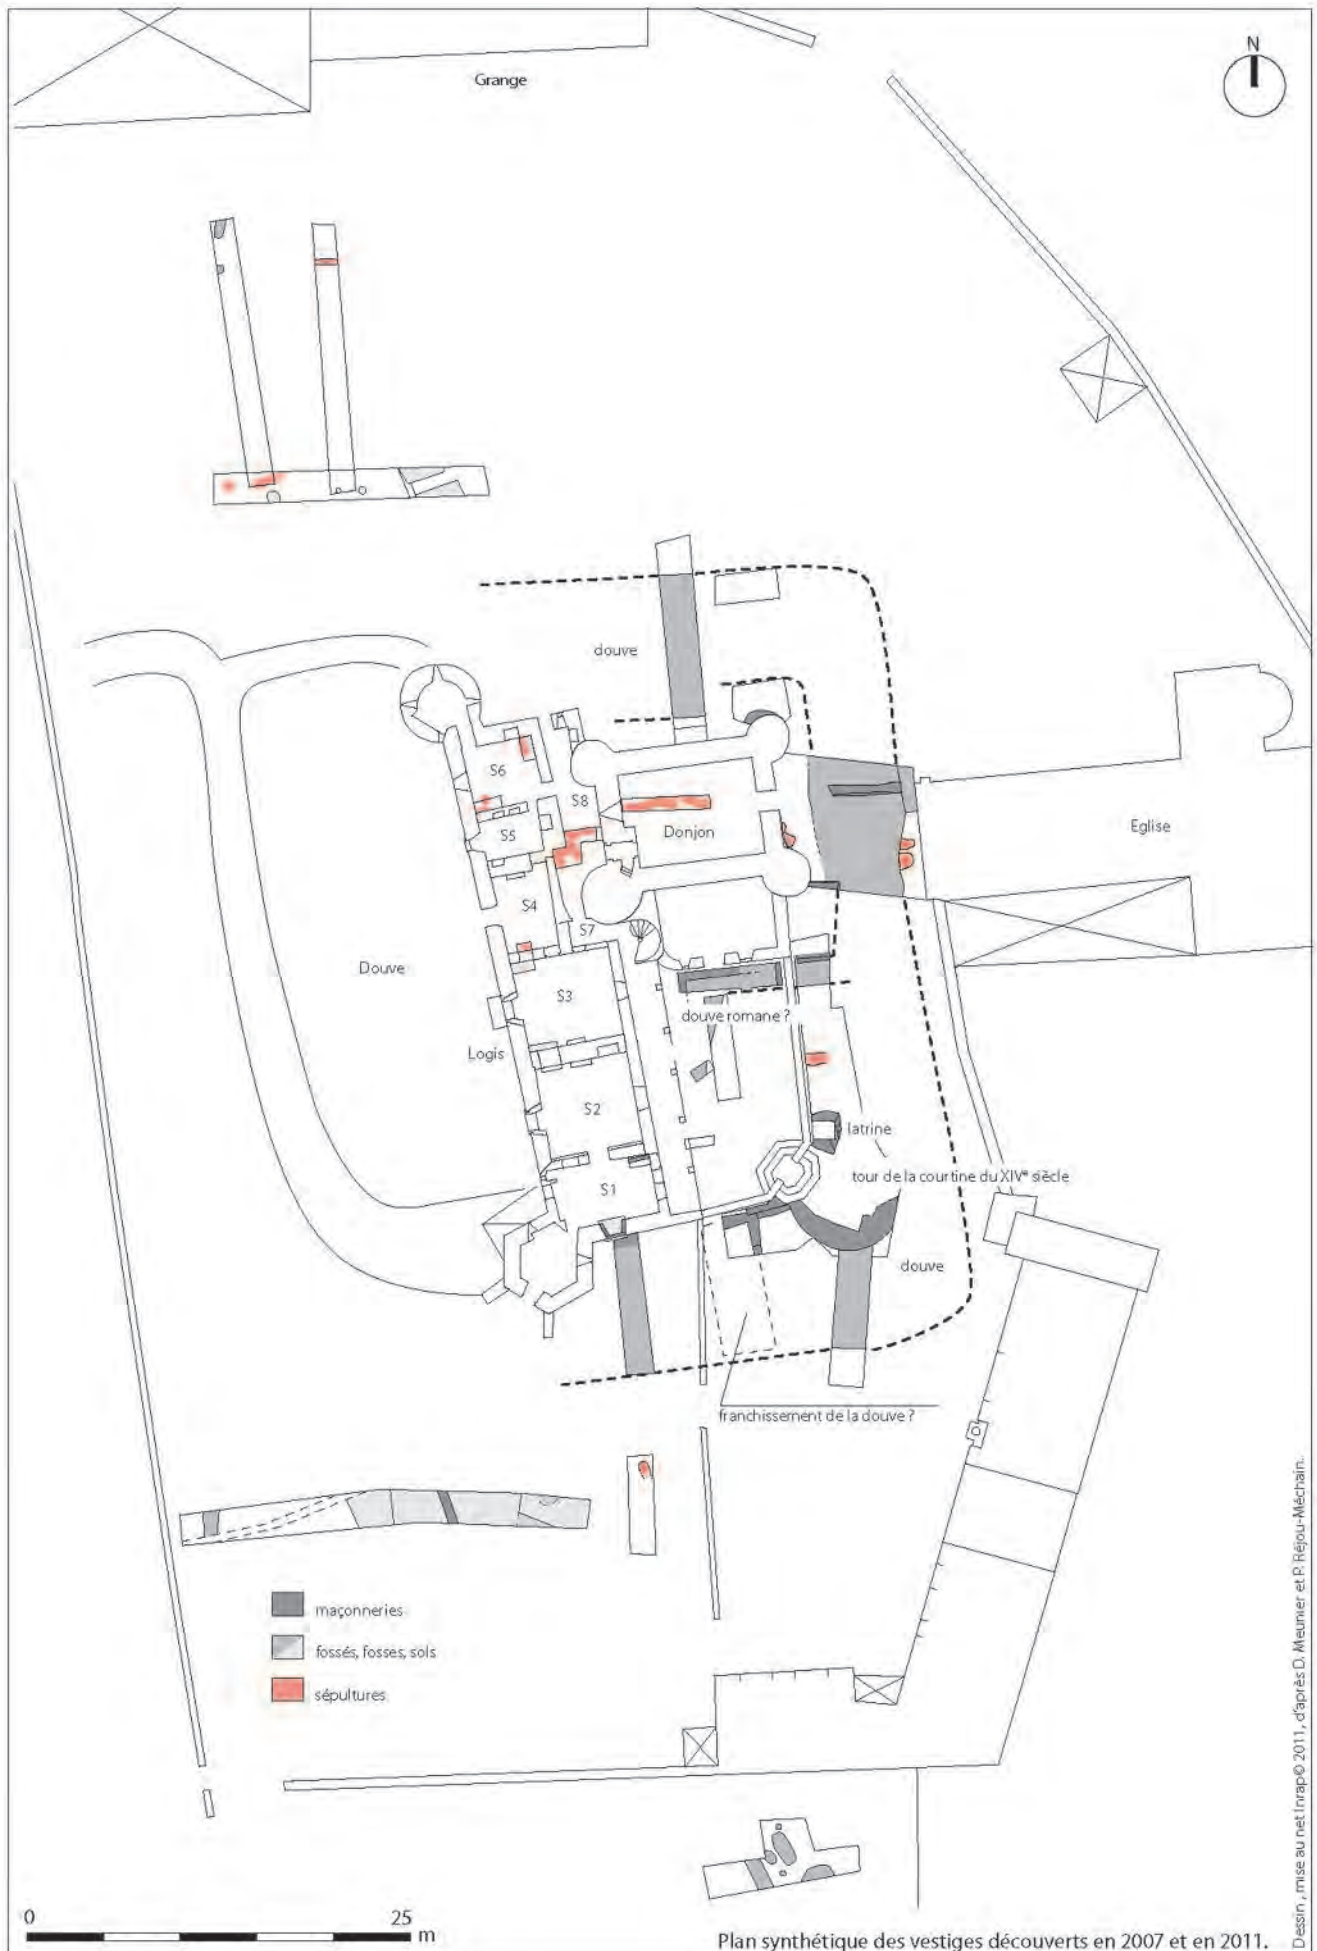 N
Grange
douve
S6
S8
S5
Donjon
Eglise
S4
S7
Douve
S3
douve romane ?
Logis
S2
latrine
tour de la courtine du XIVe siècle
S1
douve
franchissement de la douve ?
maçonneries
fossés, fosses, sols
sépultures
0 25 m
Plan synthétique des vestiges découverts en 2007 et en 2011.
Dessin , mise au net Inrap© 2011, d'après D. Meunier et P. Réjou-Méchain.